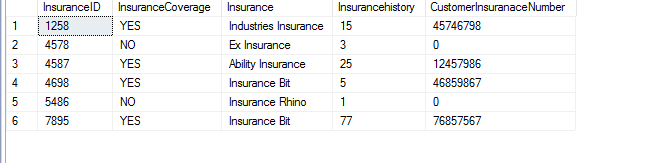 InsuranceID InsuranceCoverage Insurance Insurancehistory CustomerInsuranaceNumber
1 1258 YES Industries Insurance 15 45746798
2 4578 NO Ex Insurance 3 0
3 4587 YES Ability Insurance 25 12457986
4 4698 YES Insurance Bit 5 46859867
5 5486 NO Insurance Rhino 1 0
6 7895 YES Insurance Bit 77 76857567